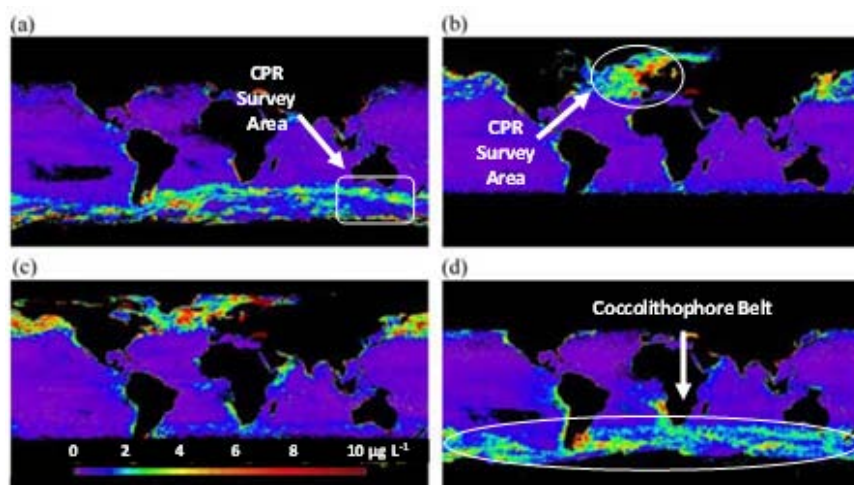 (a)
CPR
Survey
Area
(b)
CPR
Survey
Area
(c)
0 2 4 6 8 10 µg L⁻¹
(d)
Coccolithophore Belt